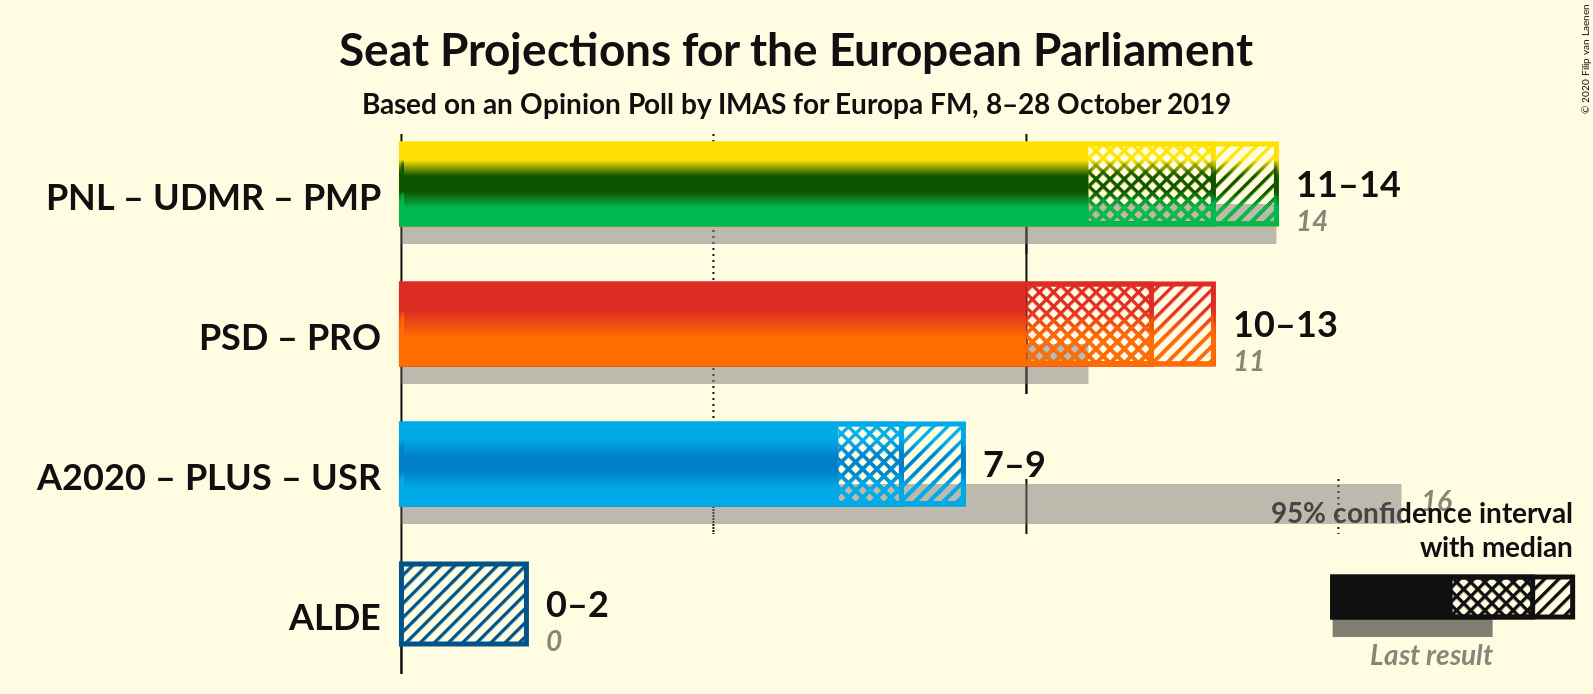 Seat Projections for the European Parliament
Based on an Opinion Poll by IMAS for Europa FM, 8–28 October 2019
© 2020 Filip van Laenen
PNL – UDMR – PMP
11–14
14
PSD – PRO
10–13
11
A2020 – PLUS – USR
7–9
16
ALDE
0–2
0
95% confidence interval
with median
Last result